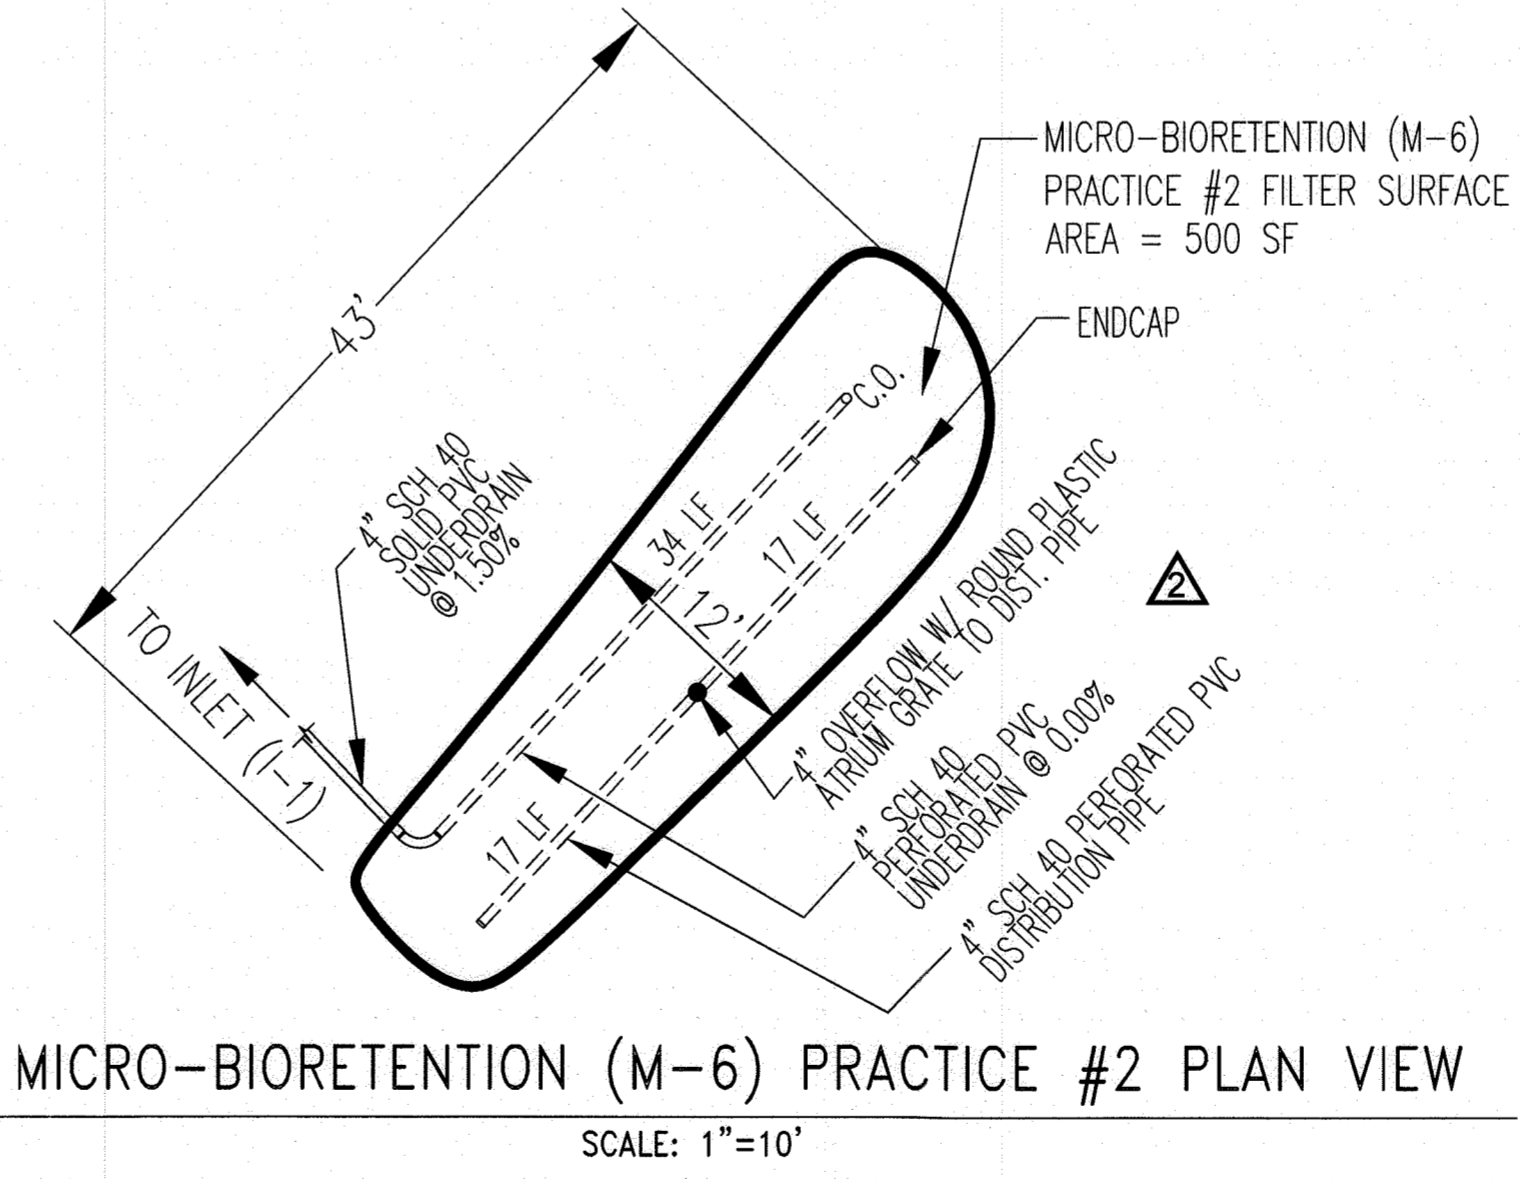 43'
MICRO-BIORETENTION (M-6)
PRACTICE #2 FILTER SURFACE
AREA = 500 SF
ENDCAP
C.O.
4" SCH 40
SOLID PVC
UNDERDRAIN
@ 1.50%
34 LF
17 LF
12'
2
TO INLET (I-1)
4" OVERFLOW W/ ROUND PLASTIC
ATRIUM GRATE TO DIST. PIPE
17 LF
4" SCH 40
PERFORATED PVC
UNDERDRAIN @ 0.00%
4" SCH 40 PERFORATED PVC
DISTRIBUTION PIPE
MICRO-BIORETENTION (M-6) PRACTICE #2 PLAN VIEW
SCALE: 1"=10'